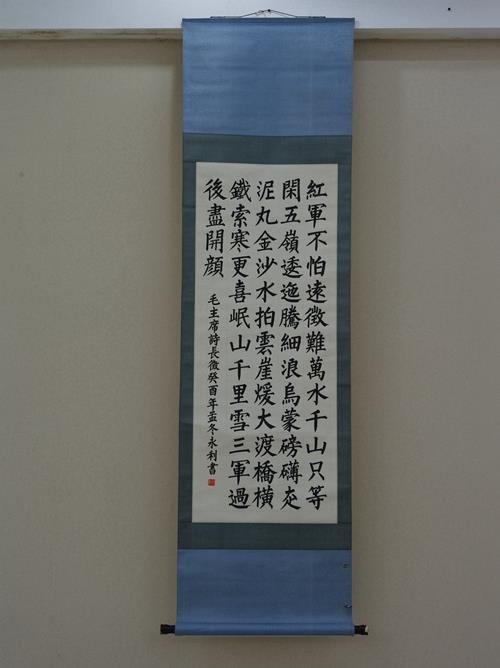 紅軍不怕遠徵難萬水千山只等
閑五嶺逶迤騰細浪烏蒙磅礴走
泥丸金沙水拍雲崖煖大渡橋橫
鐵索寒更喜岷山千里雪三軍過
後盡開顔
毛主席詩長徵癸酉年孟冬永利書